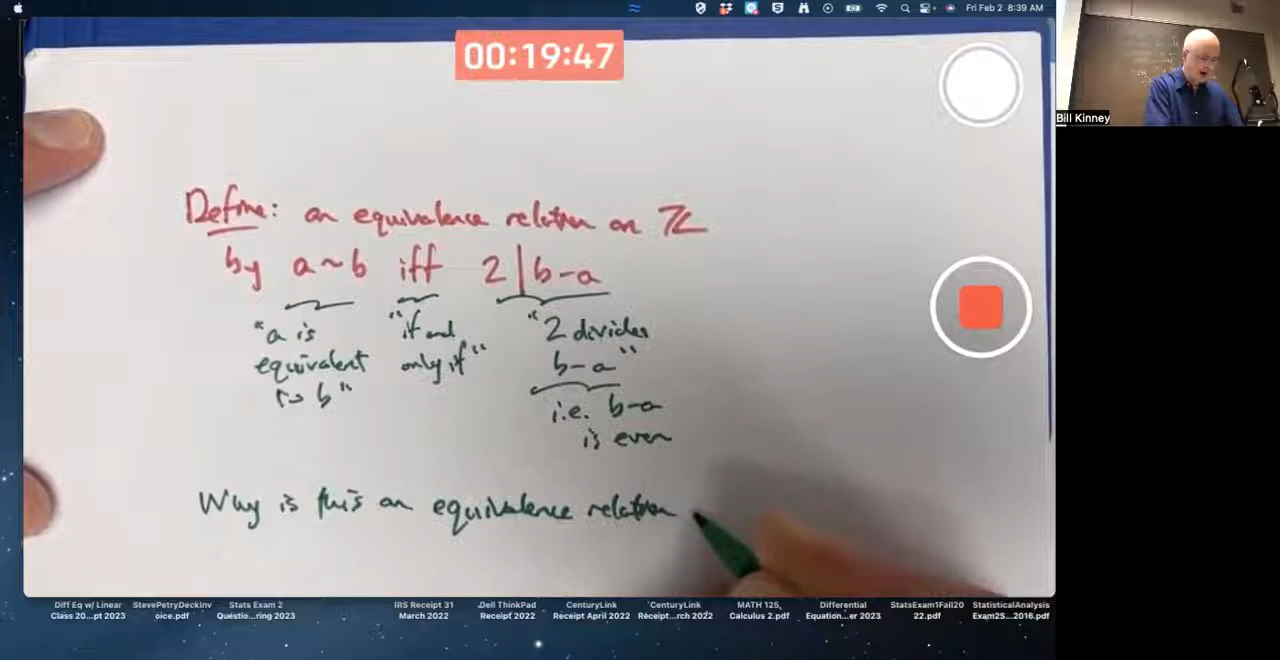 Fri Feb 2 8:39 AM
00:19:47
Bill Kinney
Define: an equivalence relation on ℤ
by a~b iff 2|b-a
"a is
equivalent
to b"
"if and
only if"
"2 divides
b-a"
i.e. b-a
is even
Why is this an equivalence relation
Diff Eq w/ Linear
Class 20...pt 2023
StevePetryDeckInv
oice.pdf
Stats Exam 2
Questio...ring 2023
IRS Receipt 31
March 2022
Dell ThinkPad
Receipt 2022
CenturyLink
Receipt April 2022
CenturyLink
Receipt...rch 2022
MATH 125,
Calculus 2.pdf
Differential
Equation...er 2023
StatsExam1Fall20
22.pdf
StatisticalAnalysis
Exam2S...2016.pdf